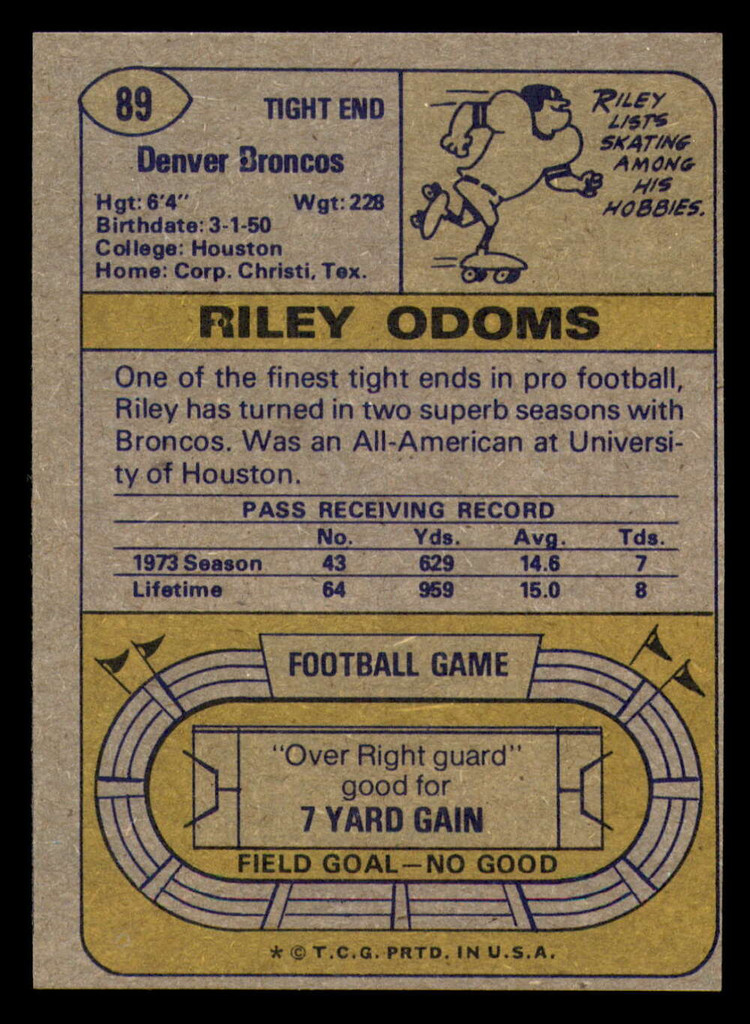 89
TIGHT END
Denver Broncos
Hgt: 6'4" Wgt: 228
Birthdate: 3-1-50
College: Houston
Home: Corp. Christi, Tex.
RILEY
LISTS
SKATING
AMONG
HIS
HOBBIES.
RILEY ODOMS
One of the finest tight ends in pro football,
Riley has turned in two superb seasons with
Broncos. Was an All-American at Universi-
ty of Houston.
PASS RECEIVING RECORD
No. Yds. Avg. Tds.
1973 Season 43 629 14.6 7
Lifetime 64 959 15.0 8
FOOTBALL GAME
"Over Right guard"
good for
7 YARD GAIN
FIELD GOAL—NO GOOD
* © T.C.G. PRTD. IN U.S.A.